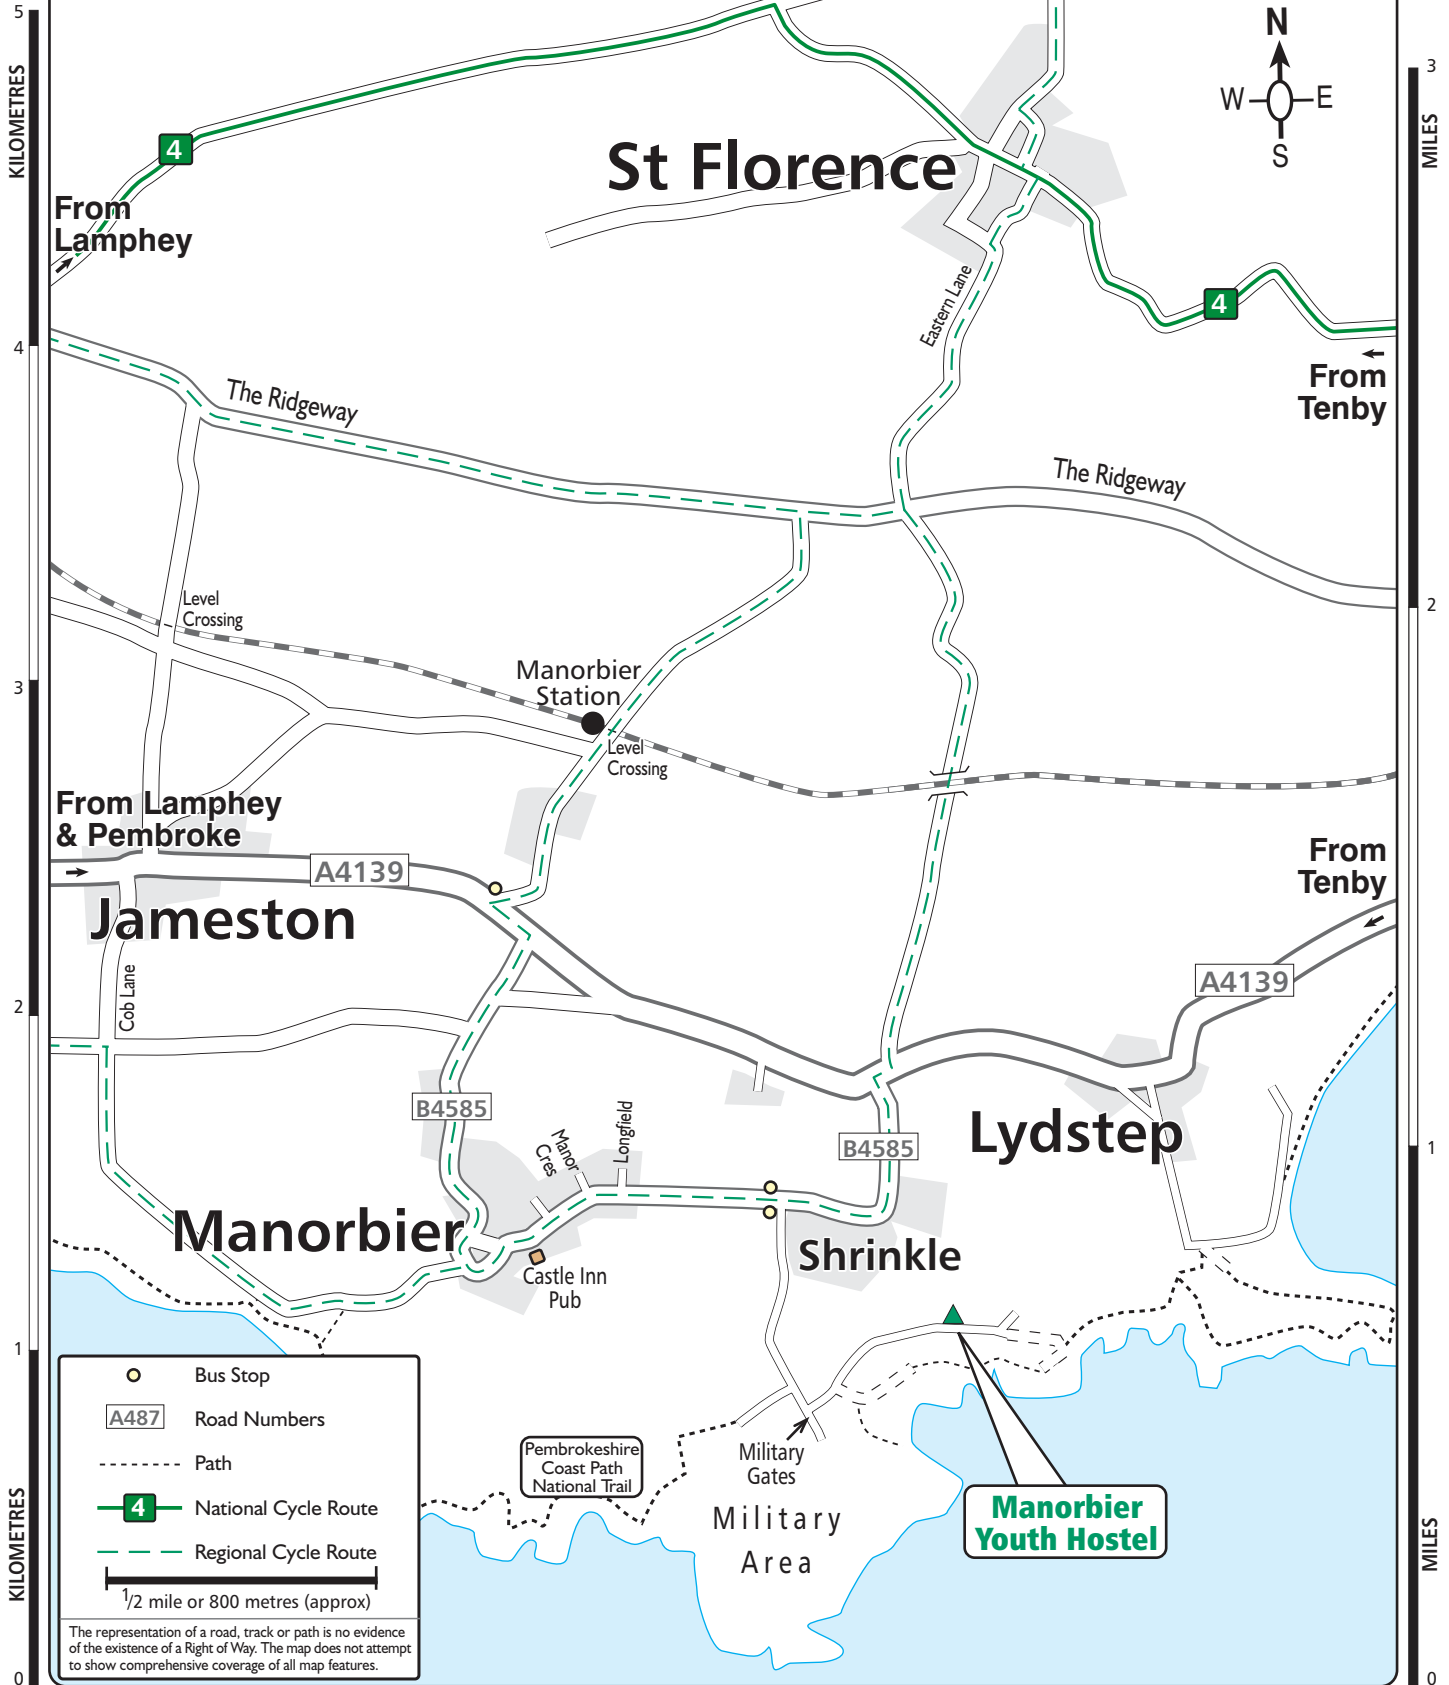 5
KILOMETRES
N
W
E
S
3
MILES
4
St Florence
From
Lamphey
Eastern Lane
4
From
Tenby
4
The Ridgeway
The Ridgeway
Level
Crossing
2
Manorbier
Station
3
Level
Crossing
From Lamphey
& Pembroke
A4139
From
Tenby
Jameston
Cob Lane
A4139
2
B4585
Manor
Cres
Longfield
B4585
Lydstep
1
Manorbier
Shrinkle
Castle Inn
Pub
1
Bus Stop
A487
Road Numbers
Path
4
National Cycle Route
Regional Cycle Route
1/2 mile or 800 metres (approx)
The representation of a road, track or path is no evidence
of the existence of a Right of Way. The map does not attempt
to show comprehensive coverage of all map features.
Pembrokeshire
Coast Path
National Trail
Military
Gates
Military
Area
Manorbier
Youth Hostel
KILOMETRES
MILES
0
0